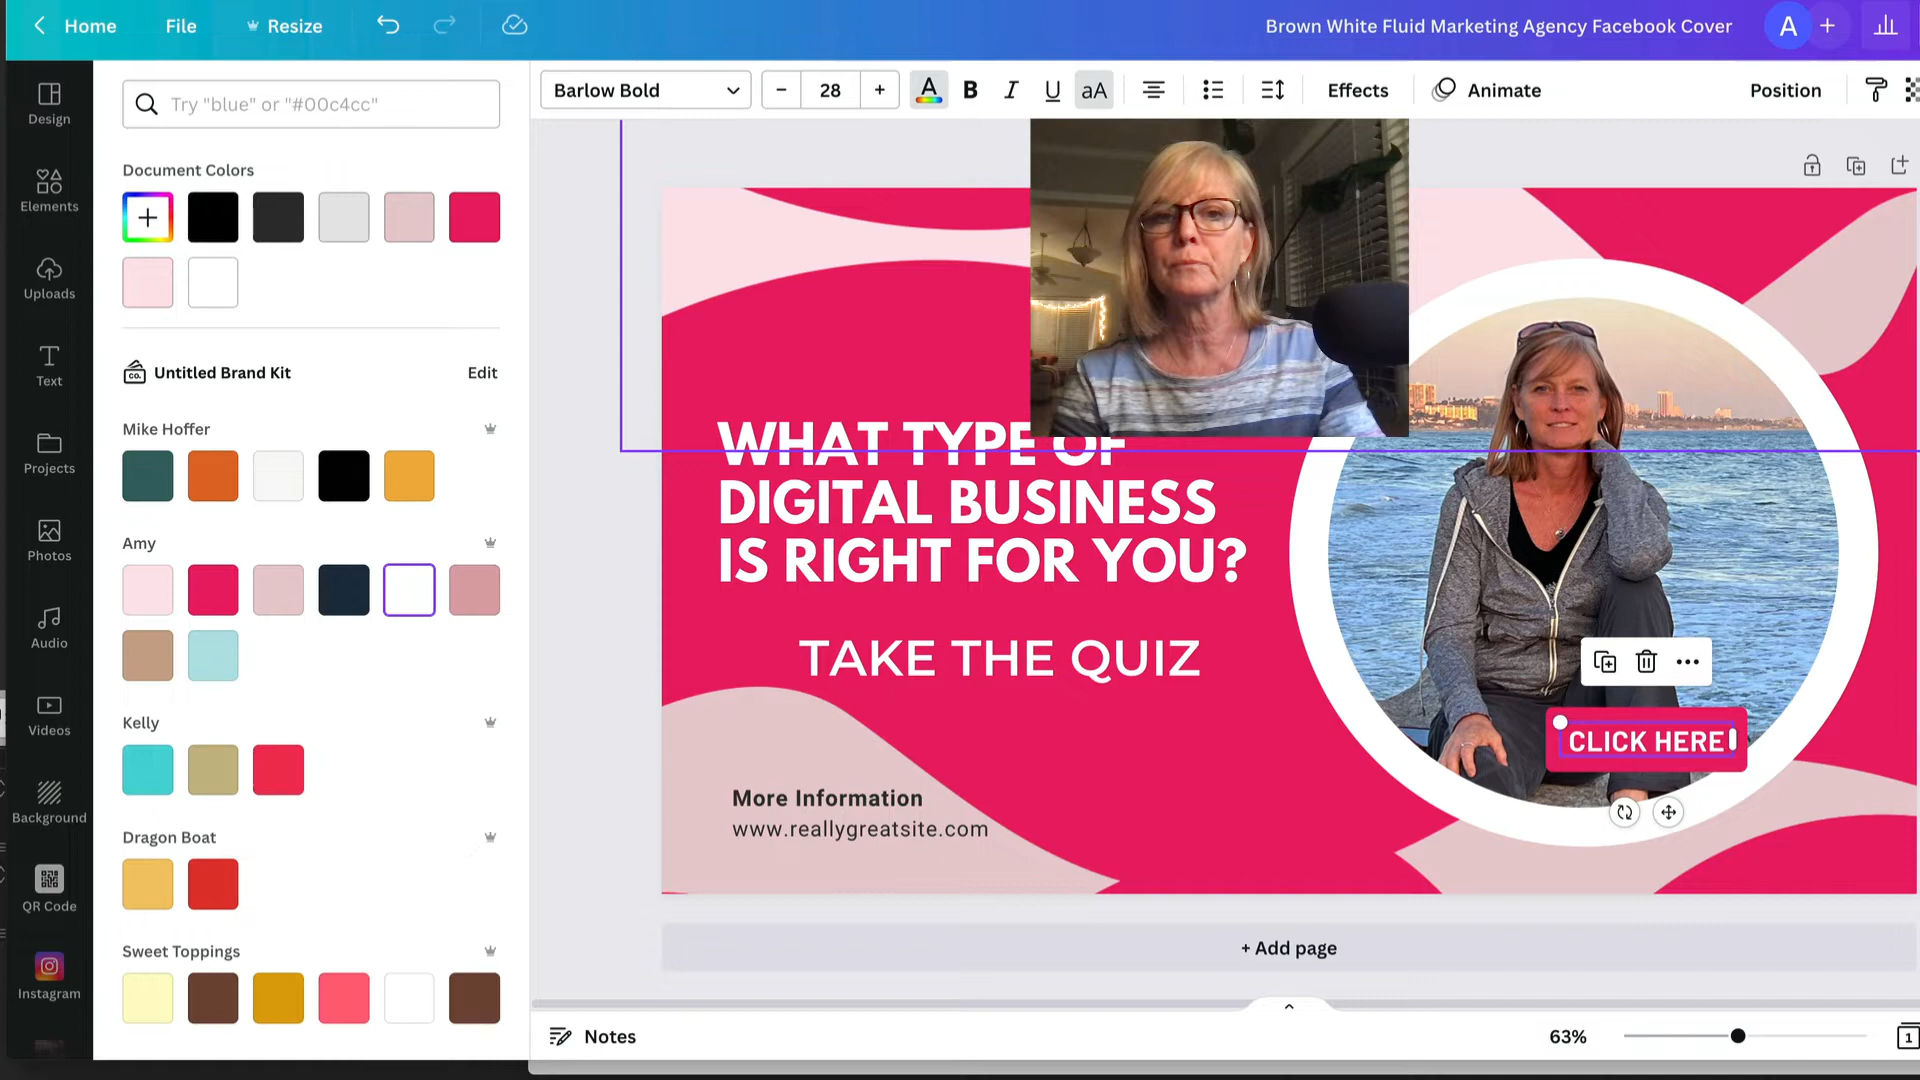 Home File Resize Brown White Fluid Marketing Agency Facebook Cover A
Barlow Bold 28 A B I U aA Effects Animate Position
Try "blue" or "#00c4cc"
Design
Elements
Uploads
Text
Projects
Photos
Audio
Videos
Background
QR Code
Instagram
Document Colors
CO. Untitled Brand Kit Edit
Mike Hoffer
Amy
Kelly
Dragon Boat
Sweet Toppings
WHAT TYPE OF
DIGITAL BUSINESS
IS RIGHT FOR YOU?
TAKE THE QUIZ
CLICK HERE
More Information
www.reallygreatsite.com
+ Add page
Notes 63% 1